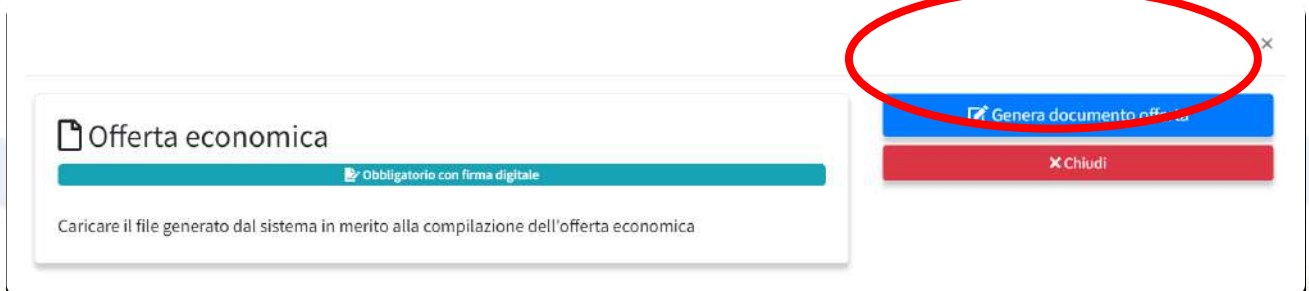 Offerta economica
Obbligatorio con firma digitale
Caricare il file generato dal sistema in merito alla compilazione dell'offerta economica
Genera documento offerta
Chiudi